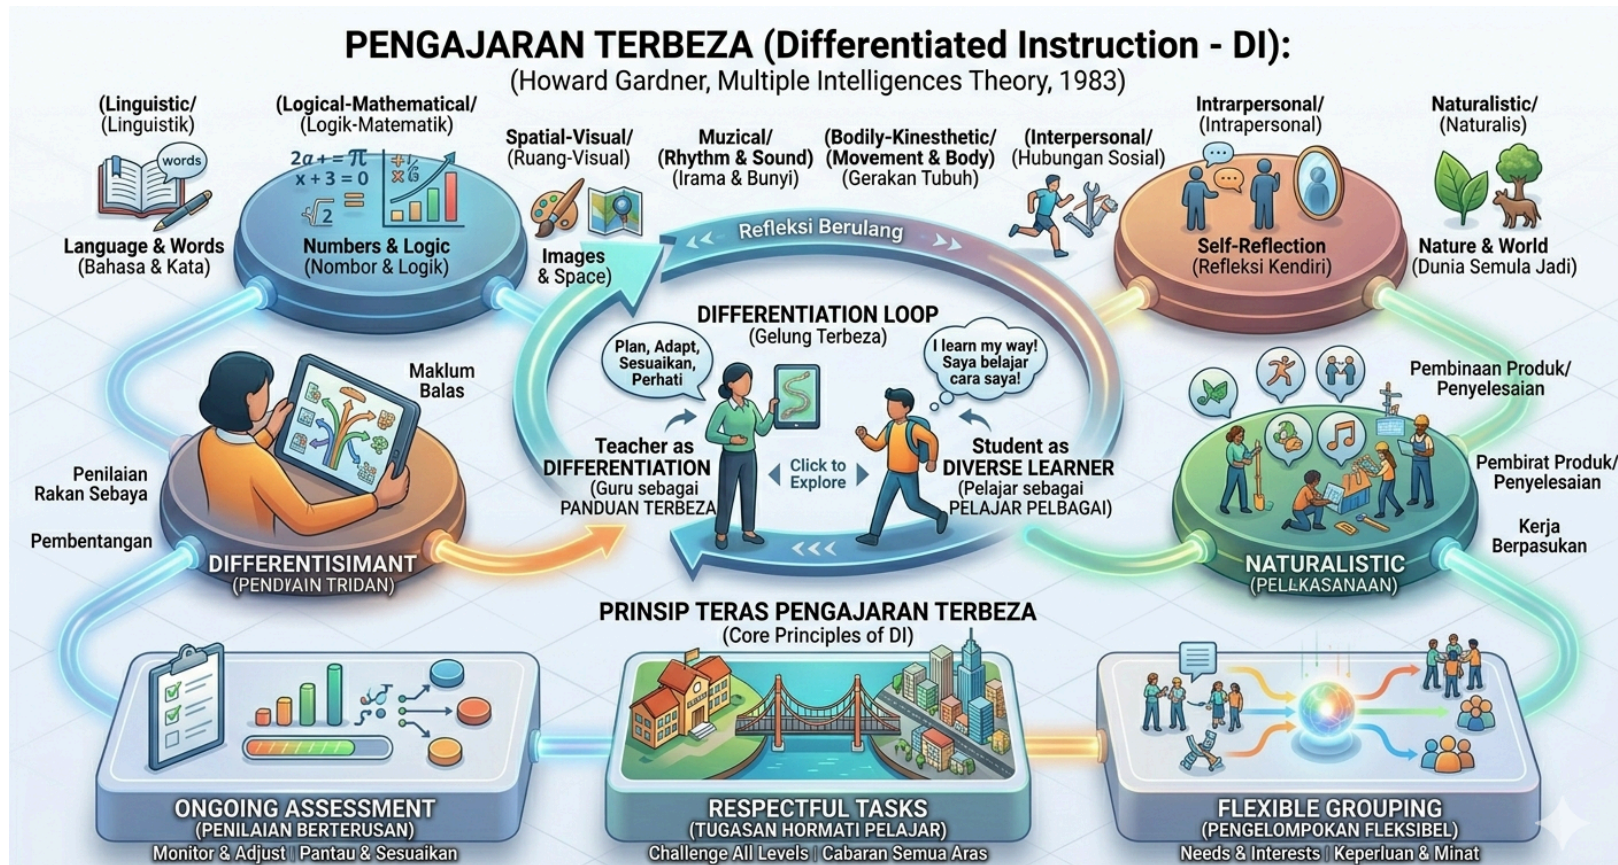 PENGAJARAN TERBEZA (Differentiated Instruction - DI):
(Howard Gardner, Multiple Intelligences Theory, 1983)
(Linguistic/
(Linguistik)
words
Language & Words
(Bahasa & Kata)
(Logical-Mathematical/
(Logik-Matematik)
2a + = π
x + 3 = 0
√2 =
Numbers & Logic
(Nombor & Logik)
Spatial-Visual/
(Ruang-Visual)
Images
& Space)
Muzical/
(Rhythm & Sound)
(Irama & Bunyi)
(Bodily-Kinesthetic/
(Movement & Body)
(Gerakan Tubuh)
(Interpersonal/
(Hubungan Sosial)
Intrarpersonal/
(Intrapersonal)
Self-Reflection
(Refleksi Kendiri)
Naturalistic/
(Naturalis)
Nature & World
(Dunia Semula Jadi)
Refleksi Berulang
DIFFERENTIATION LOOP
(Gelung Terbeza)
Plan, Adapt,
Sesuaikan,
Perhati
I learn my way!
Saya belajar
cara saya!
Teacher as
DIFFERENTIATION
(Guru sebagai
PANDUAN TERBEZA
Click to
Explore
Student as
DIVERSE LEARNER
(Pelajar sebagai
PELAJAR PELBAGAI)
Maklum
Balas
Penilaian
Rakan Sebaya
Pembentangan
DIFFERENTISIMANT
(PENDYAIN TRIDAN)
Pembinaan Produk/
Penyelesaian
Pembirat Produk/
Penyelesaian
Kerja
Berpasukan
NATURALISTIC
(PELLKASANAAN)
PRINSIP TERAS PENGAJARAN TERBEZA
(Core Principles of DI)
ONGOING ASSESSMENT
(PENILAIAN BERTERUSAN)
Monitor & Adjust | Pantau & Sesuaikan
RESPECTFUL TASKS
(TUGASAN HORMATI PELAJAR)
Challenge All Levels | Cabaran Semua Aras
FLEXIBLE GROUPING
(PENGELOMPOKAN FLEKSIBEL)
Needs & Interests | Keperluan & Minat